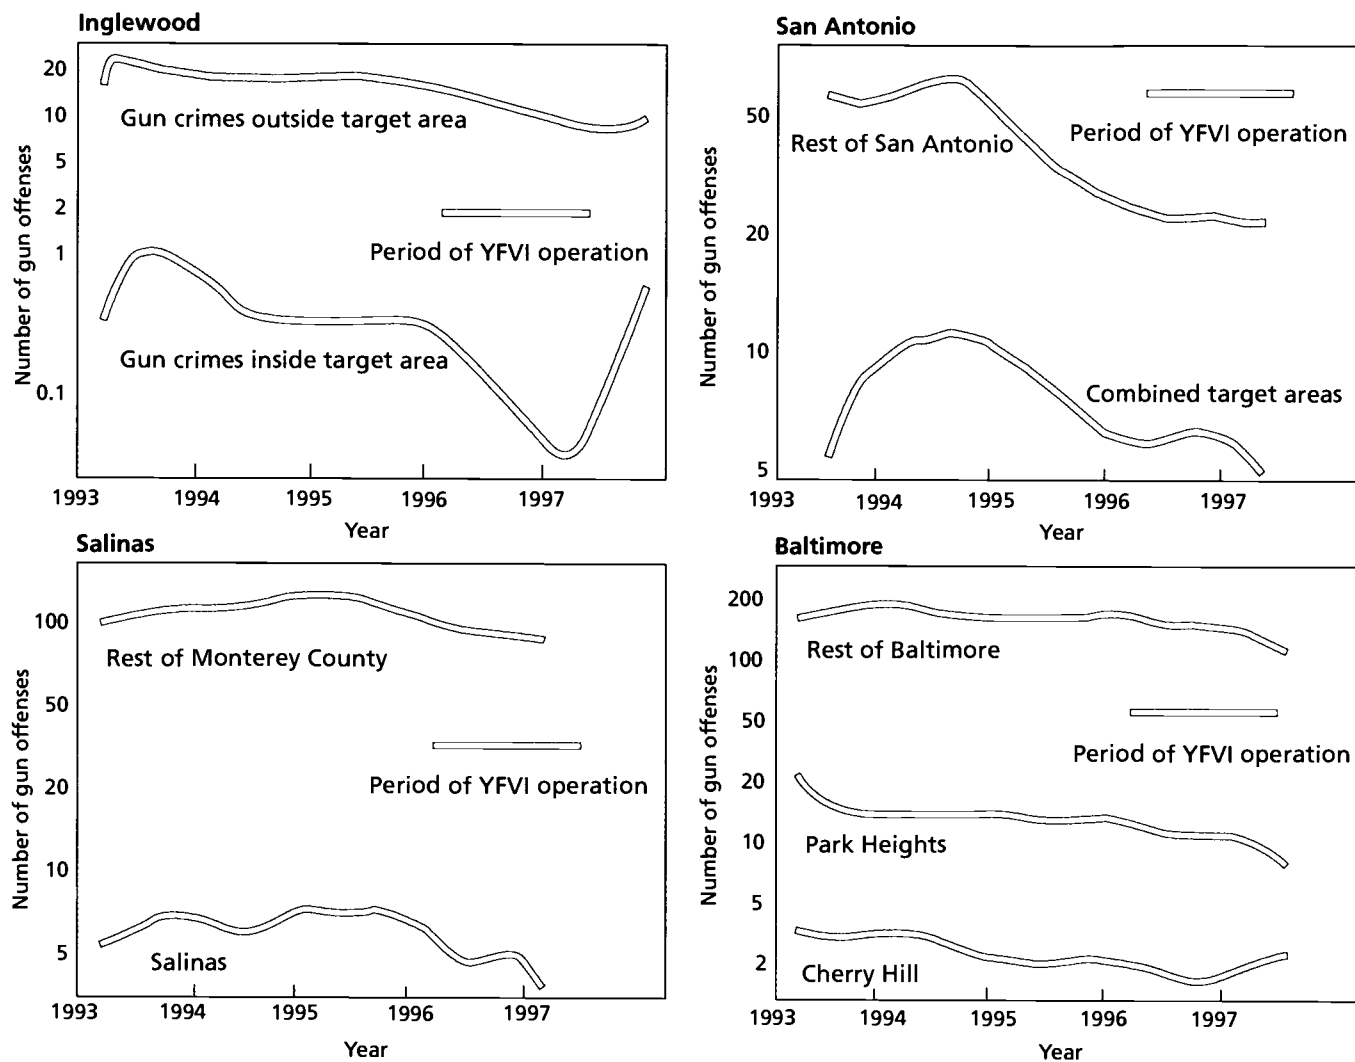 Inglewood
Number of gun offenses
20
10
5
2
1
0.1
Gun crimes outside target area
Period of YFVI operation
Gun crimes inside target area
1993
1994
1995
1996
1997
Year
San Antonio
Number of gun offenses
50
20
10
5
Rest of San Antonio
Period of YFVI operation
Combined target areas
1993
1994
1995
1996
1997
Year
Salinas
Number of gun offenses
100
50
20
10
5
Rest of Monterey County
Period of YFVI operation
Salinas
1993
1994
1995
1996
1997
Year
Baltimore
Number of gun offenses
200
100
50
20
10
5
2
Rest of Baltimore
Period of YFVI operation
Park Heights
Cherry Hill
1993
1994
1995
1996
1997
Year